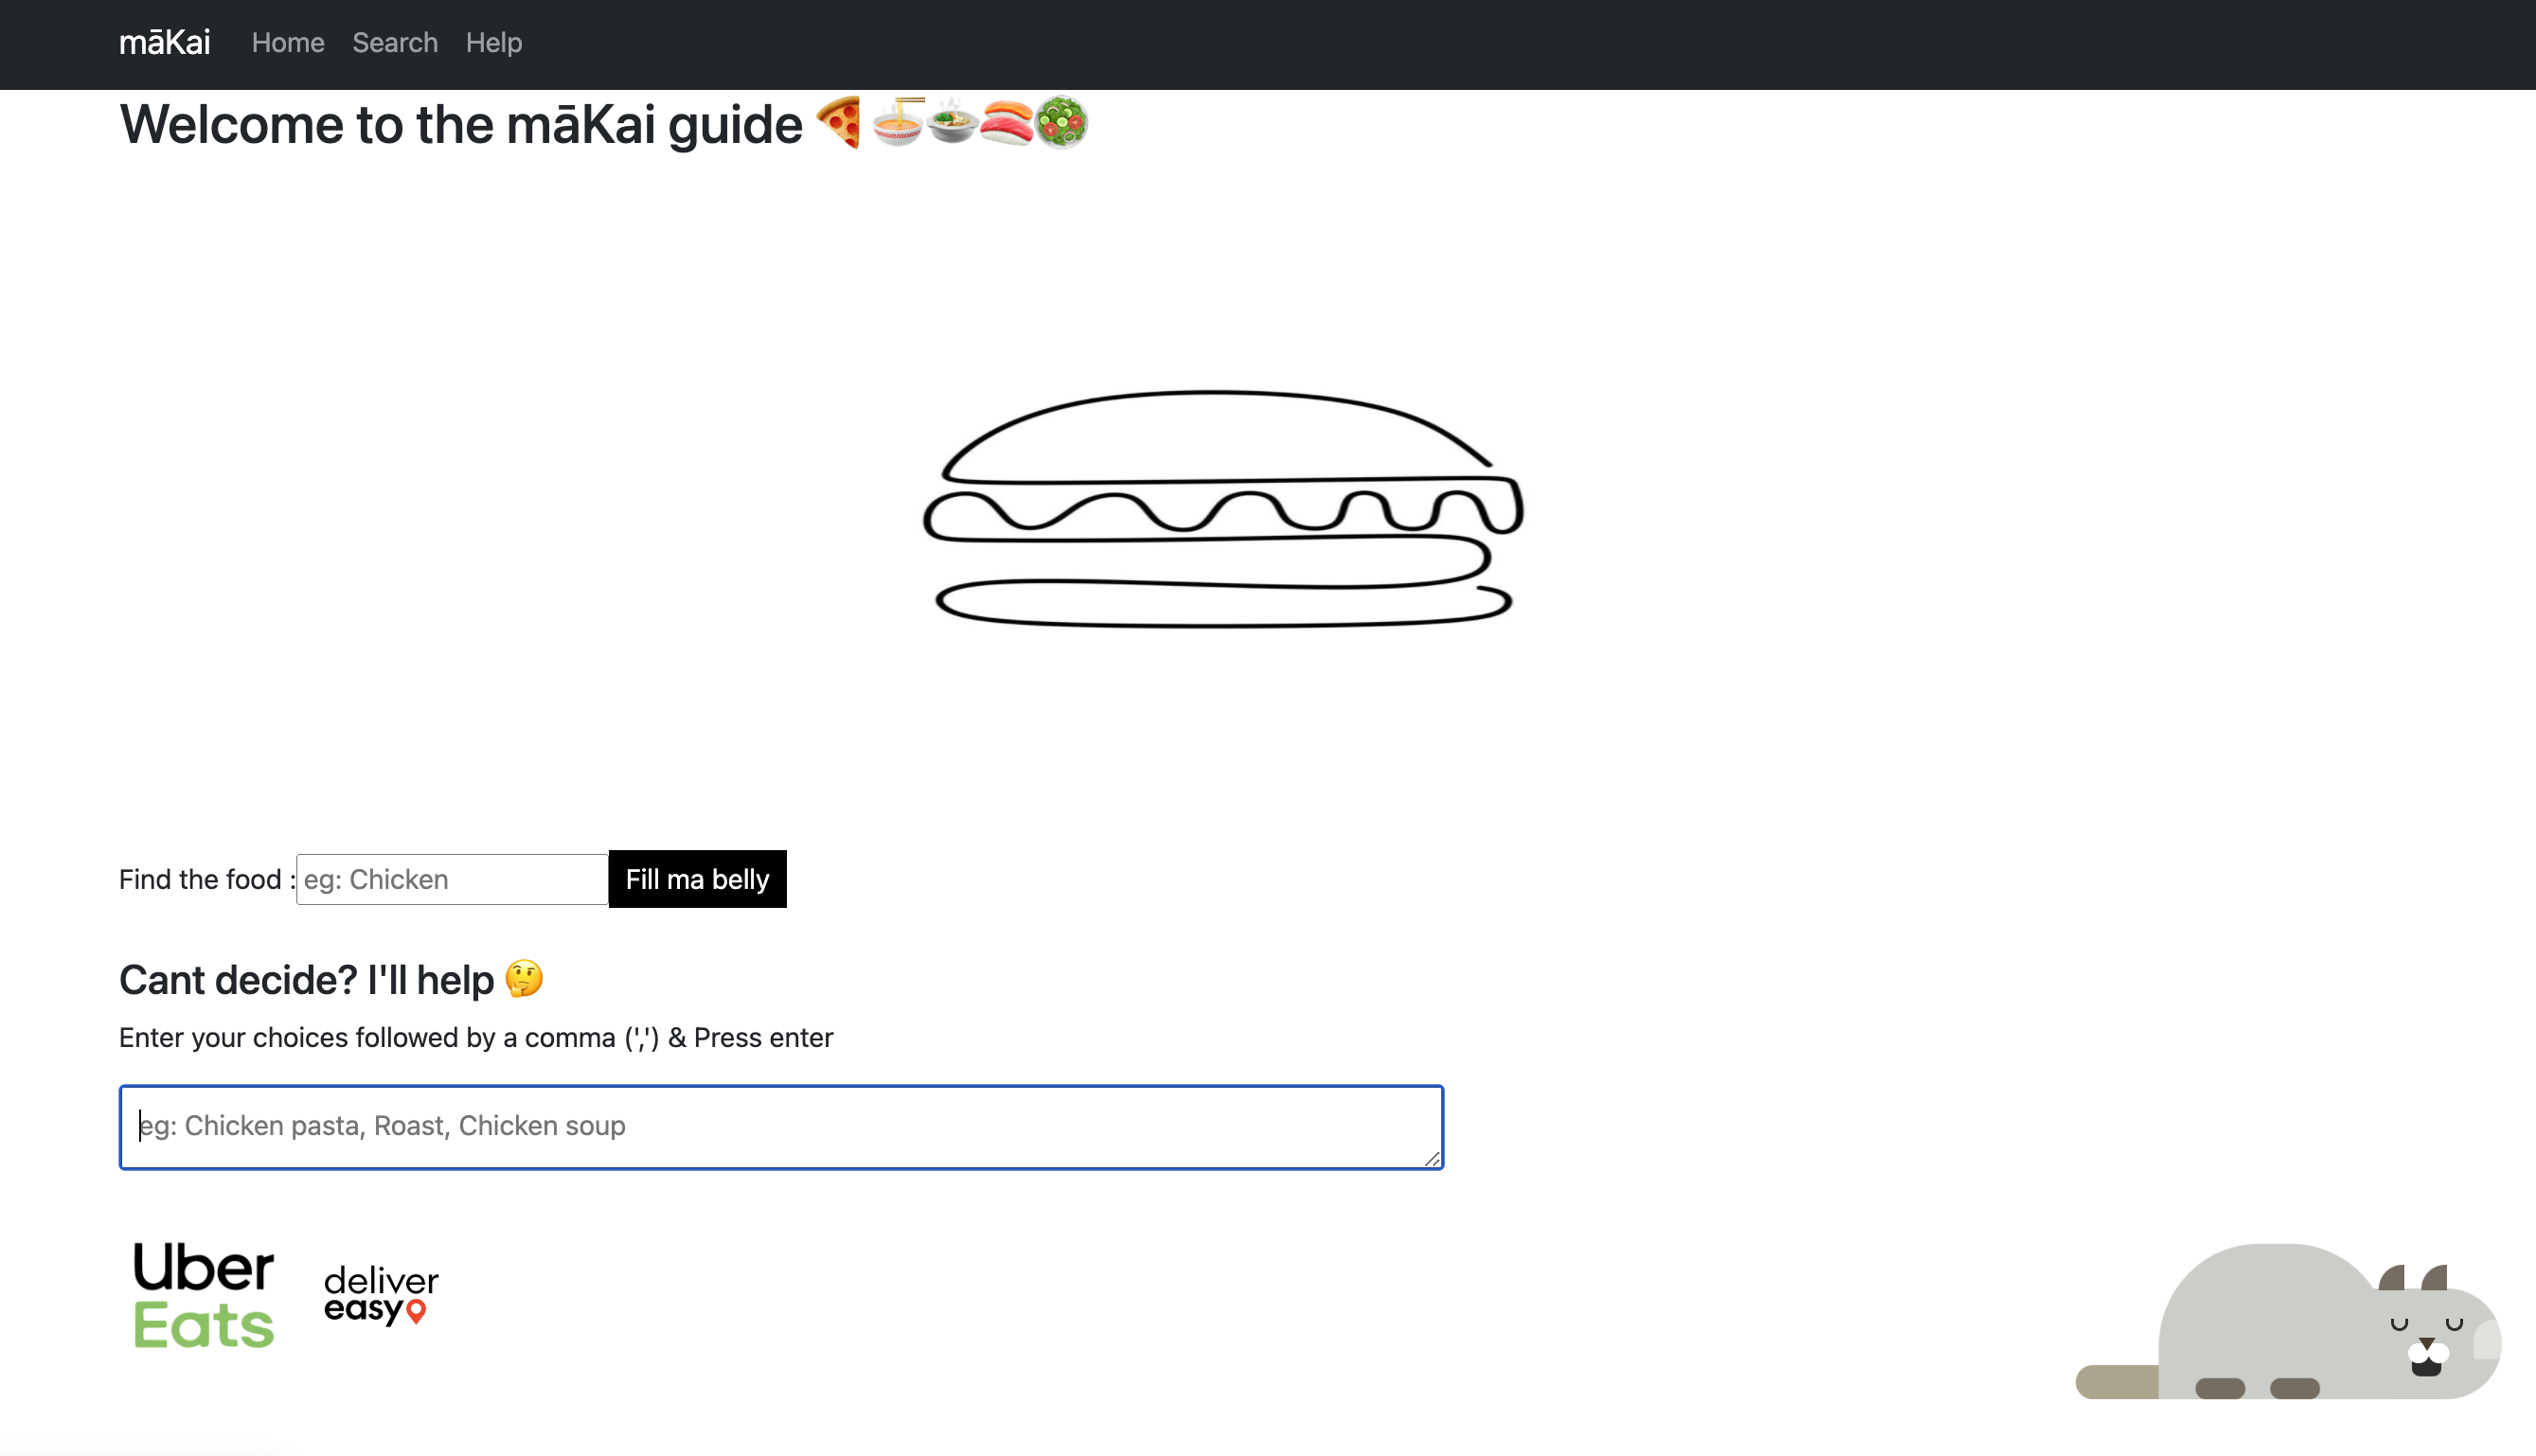 māKai Home Search Help
Welcome to the māKai guide 🍕🍜🍲🍣🥗
Find the food : eg: Chicken Fill ma belly
Cant decide? I'll help 🤔
Enter your choices followed by a comma (',') & Press enter
eg: Chicken pasta, Roast, Chicken soup
Uber
Eats
deliver
easy